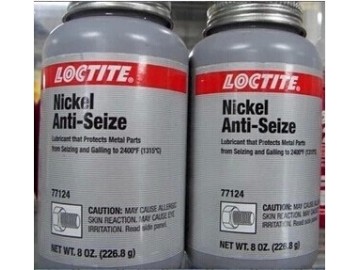 LOCTITE®
Nickel
Anti-Seize
Lubricant that Protects Metal Parts
from Seizing and Galling to 2400°F (1315°C)
77124
CAUTION: MAY CAUSE ALLERGIC
SKIN REACTION. MAY CAUSE EYE
IRRITATION. Read side panel.
NET WT. 8 OZ. (226.8 g)
LOCTITE®
Nickel
Anti-Seize
Lubricant that Protects Metal Parts
from Seizing and Galling to 2400°F (1315°C)
77124
CAUTION: MAY CAUSE ALLERGIC
SKIN REACTION. MAY CAUSE EYE
IRRITATION. Read side panel.
NET WT. 8 OZ. (226.8 g)